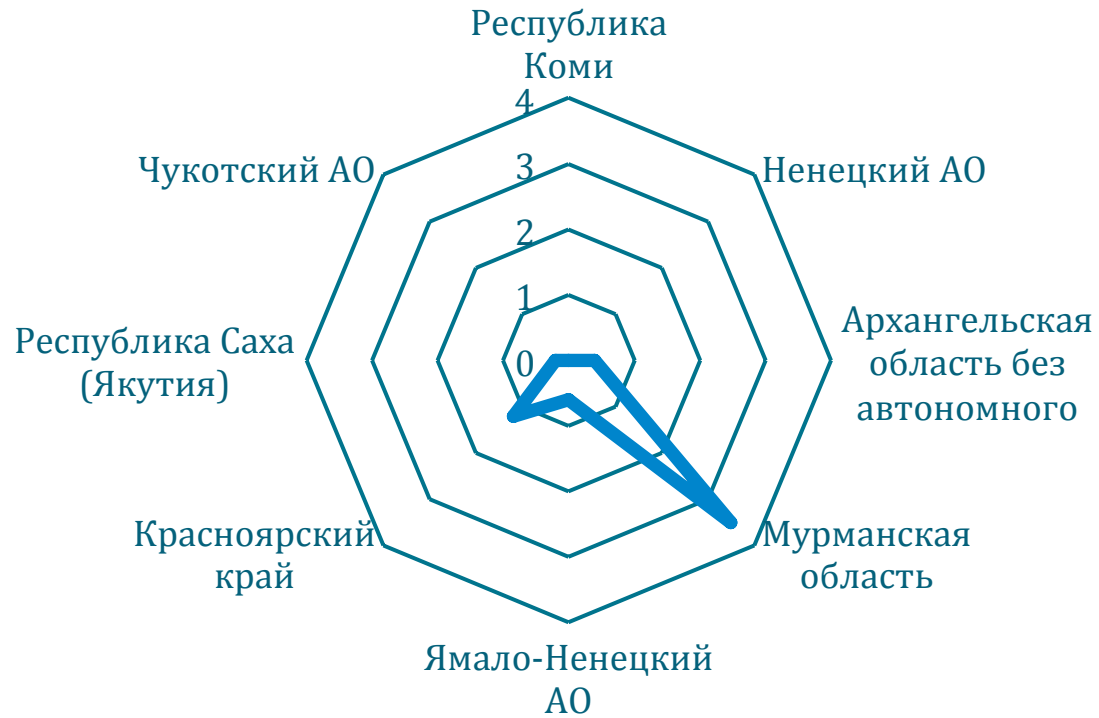 Республика
Коми
4
Чукотский АО
Ненецкий АО
3
2
1
Республика Саха
(Якутия)
0
Архангельская
область без
автономного
Красноярский
край
Мурманская
область
Ямало-Ненецкий
АО